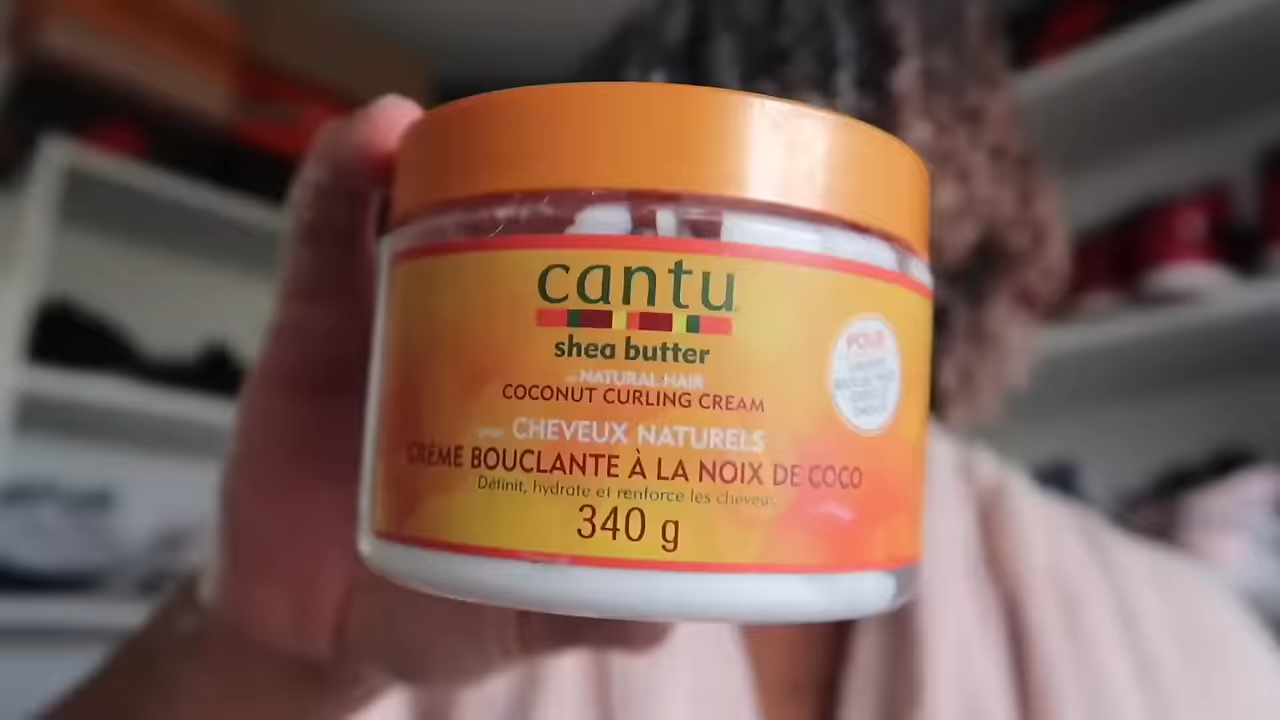 cantu
shea butter
NATURAL HAIR
COCONUT CURLING CREAM
CHEVEUX NATURELS
CRÈME BOUCLANTE À LA NOIX DE COCO
Définit, hydrate et renforce les cheveux
340 g
POUR